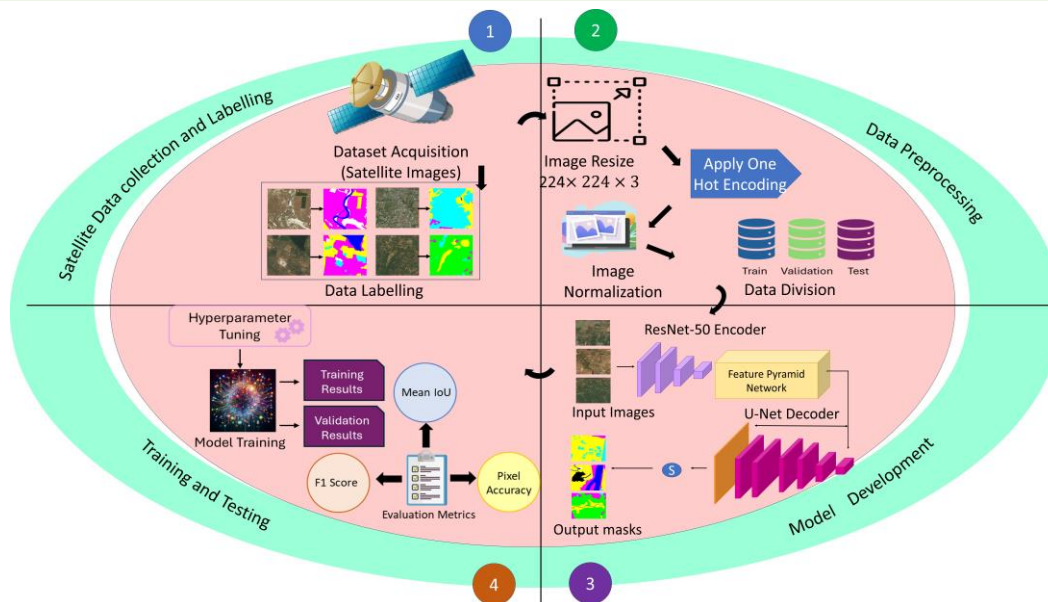 1
2
Satellite Data collection and Labelling
Dataset Acquisition
(Satellite Images)
Data Labelling
Image Resize
224× 224 × 3
Apply One
Hot Encoding
Image
Normalization
Train
Validation
Test
Data Division
Data Preprocessing
Hyperparameter
Tuning
Model Training
Training
Results
Validation
Results
Mean IoU
F1 Score
Evaluation Metrics
Pixel
Accuracy
Training and Testing
ResNet-50 Encoder
Input Images
Feature Pyramid
Network
U-Net Decoder
S
Output masks
Model Development
4
3